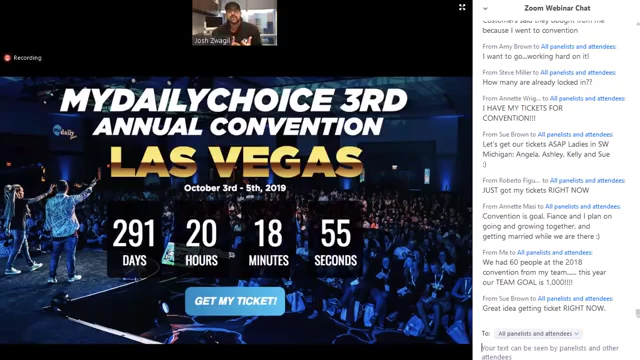 Josh Zwagil
Recording
MYDAILYCHOICE 3RD
ANNUAL CONVENTION
LAS VEGAS
October 3rd - 5th, 2019
291
20
18
55
DAYS
HOURS
MINUTES
SECONDS
GET MY TICKET!
Zoom Webinar Chat
Customers said they bought from me
because I went to convention
From Amy Brown to All panelists and attendees:
I want to go...working hard on it!
From Steve Miller to All panelists and attendees:
How many are already locked in??
From Annette Wrig... to All panelists and attendees:
I HAVE MY TICKETS FOR
CONVENTION!!!
From Sue Brown to All panelists and attendees:
Let's get our tickets ASAP Ladies in SW
Michigan: Angela, Ashley, Kelly and Sue
:)
From Roberto Figu... to All panelists and attendees:
JUST got my tickets RIGHT NOW
From Annette Masi to All panelists and attendees:
Convention is goal. Fiance and I plan on
going and growing together, and
getting married while we are there :)
From Me to All panelists and attendees:
We had 60 people at the 2018
convention from my team...... this year
our TEAM GOAL is 1,000!!!!
From Sue Brown to All panelists and attendees:
Great idea getting ticket RIGHT NOW.
To: All panelists and attendees
Your text can be seen by panelists and other
attendees